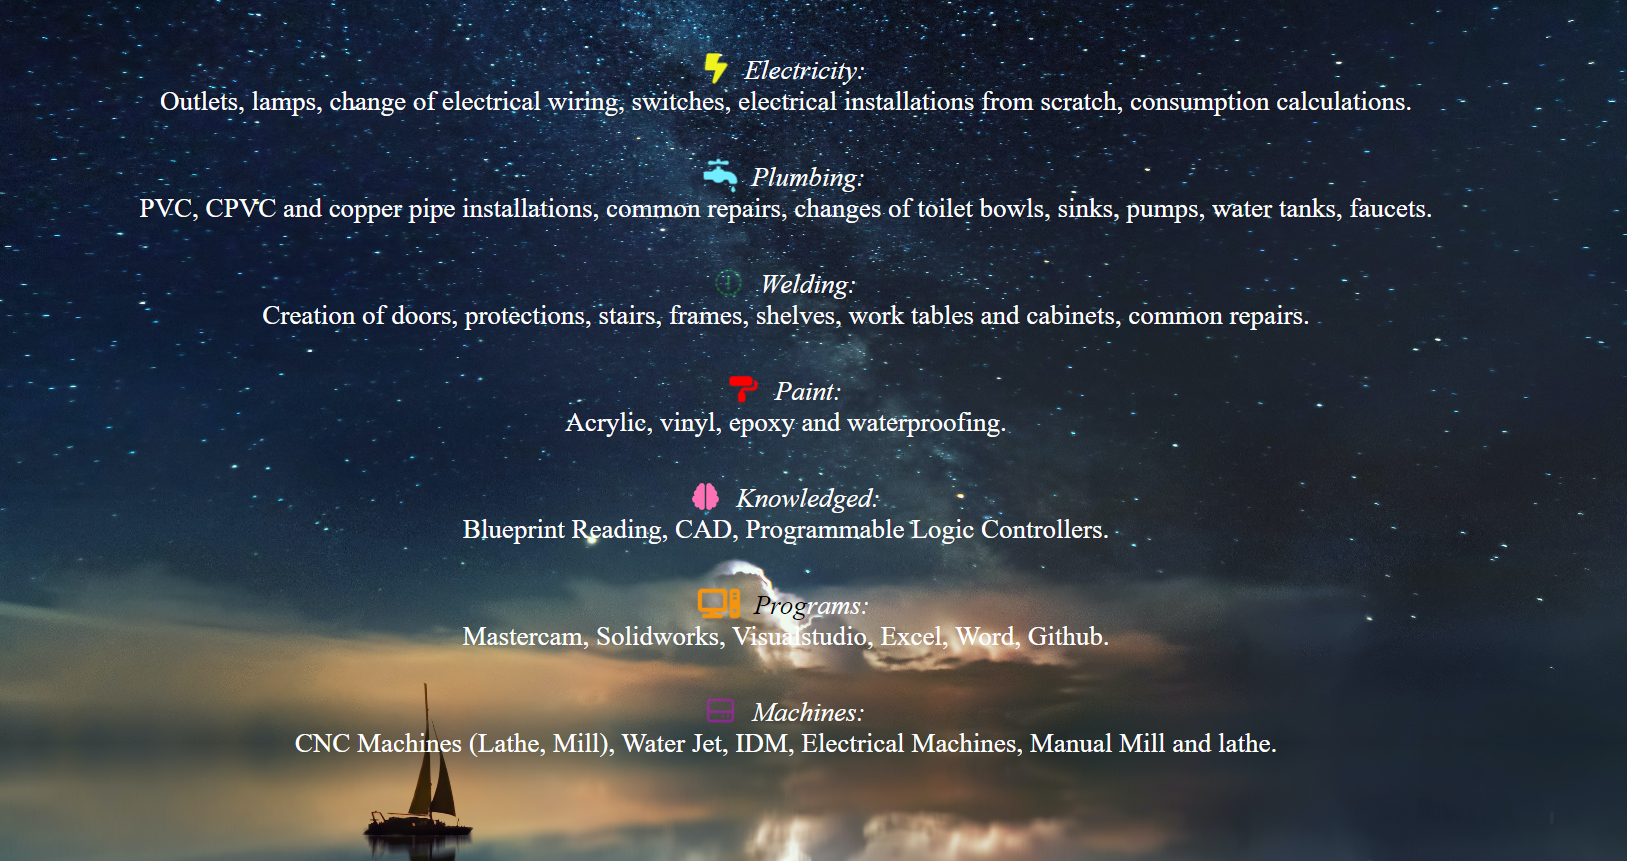 Electricity:
Outlets, lamps, change of electrical wiring, switches, electrical installations from scratch, consumption calculations.
Plumbing:
PVC, CPVC and copper pipe installations, common repairs, changes of toilet bowls, sinks, pumps, water tanks, faucets.
Welding:
Creation of doors, protections, stairs, frames, shelves, work tables and cabinets, common repairs.
Paint:
Acrylic, vinyl, epoxy and waterproofing.
Knowledged:
Blueprint Reading, CAD, Programmable Logic Controllers.
Programs:
Mastercam, Solidworks, Visualstudio, Excel, Word, Github.
Machines:
CNC Machines (Lathe, Mill), Water Jet, IDM, Electrical Machines, Manual Mill and lathe.